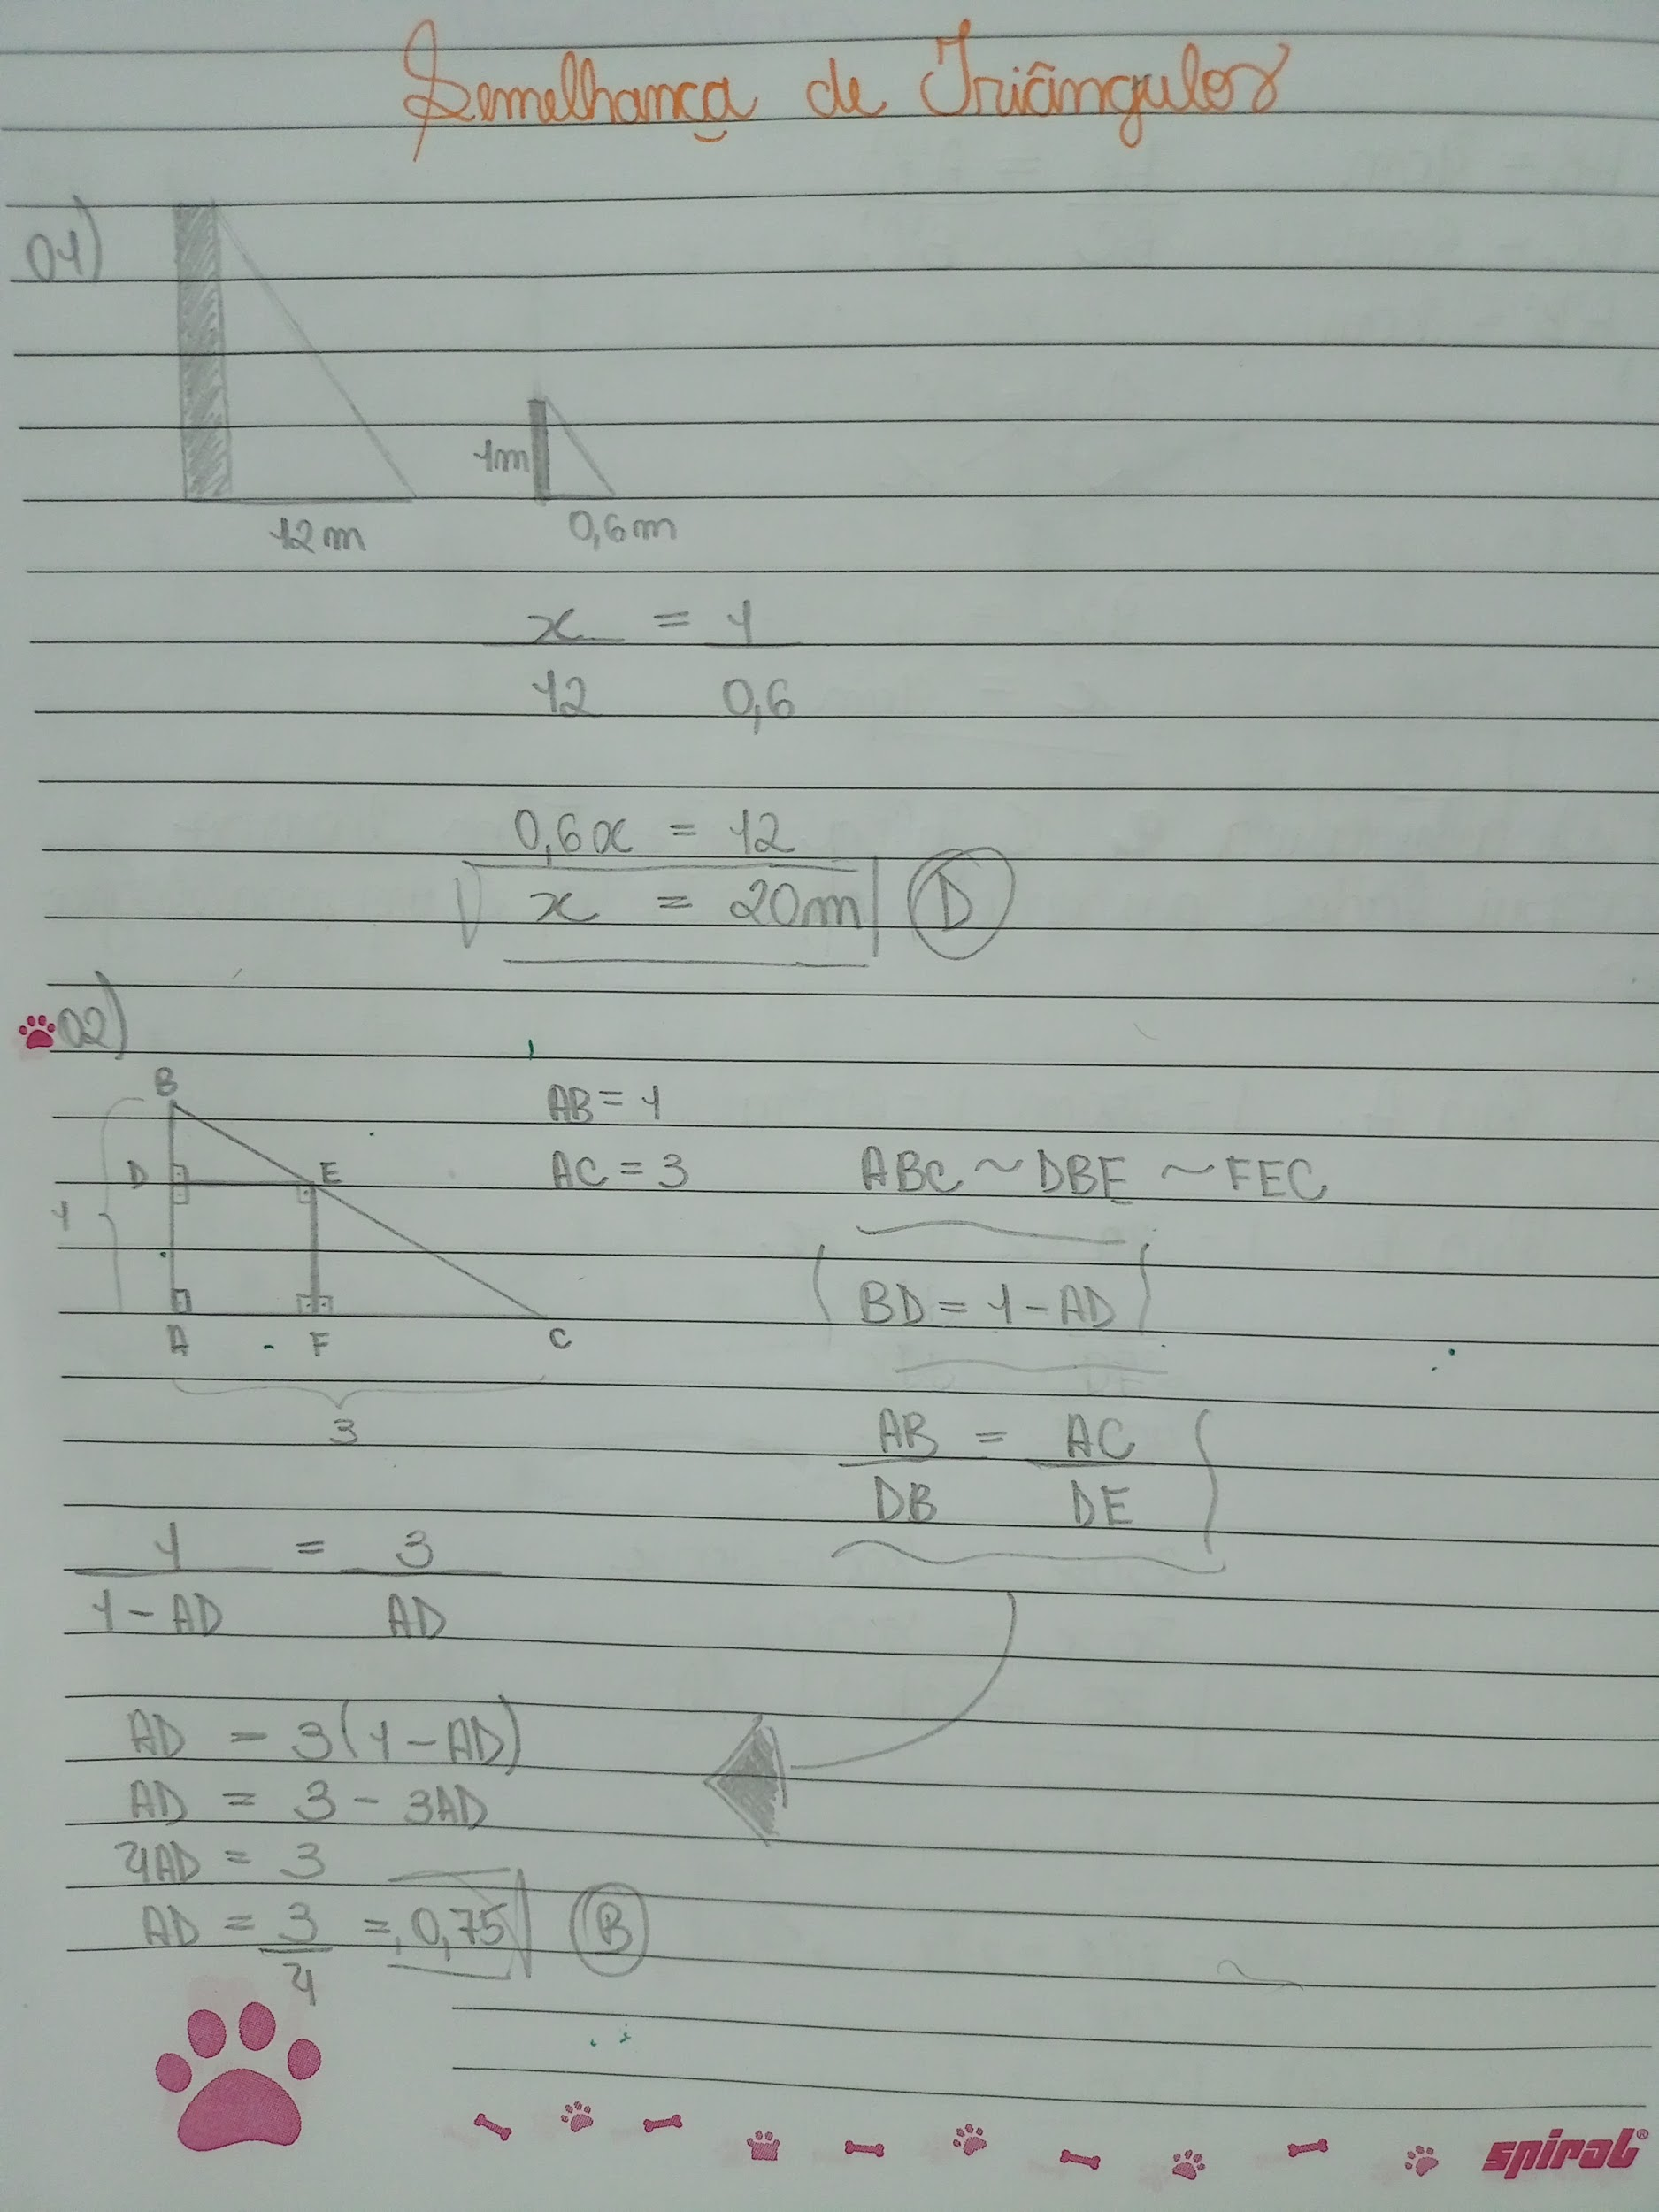 Semelhança de Triângulos
01)
1m
12m
0,6m
x = 1
12 0,6
0,6x = 12
x = 20m D
02)
B
AB = 1
D E AC = 3 ABC ~ DBE ~ FEC
1
BD = 1 - AD
A F C
3
AB = AC
DB DE
1 = 3
1 - AD AD
AD = 3(1 - AD)
AD = 3 - 3AD
4AD = 3
AD = 3 = 0,75 B
4
spiral®